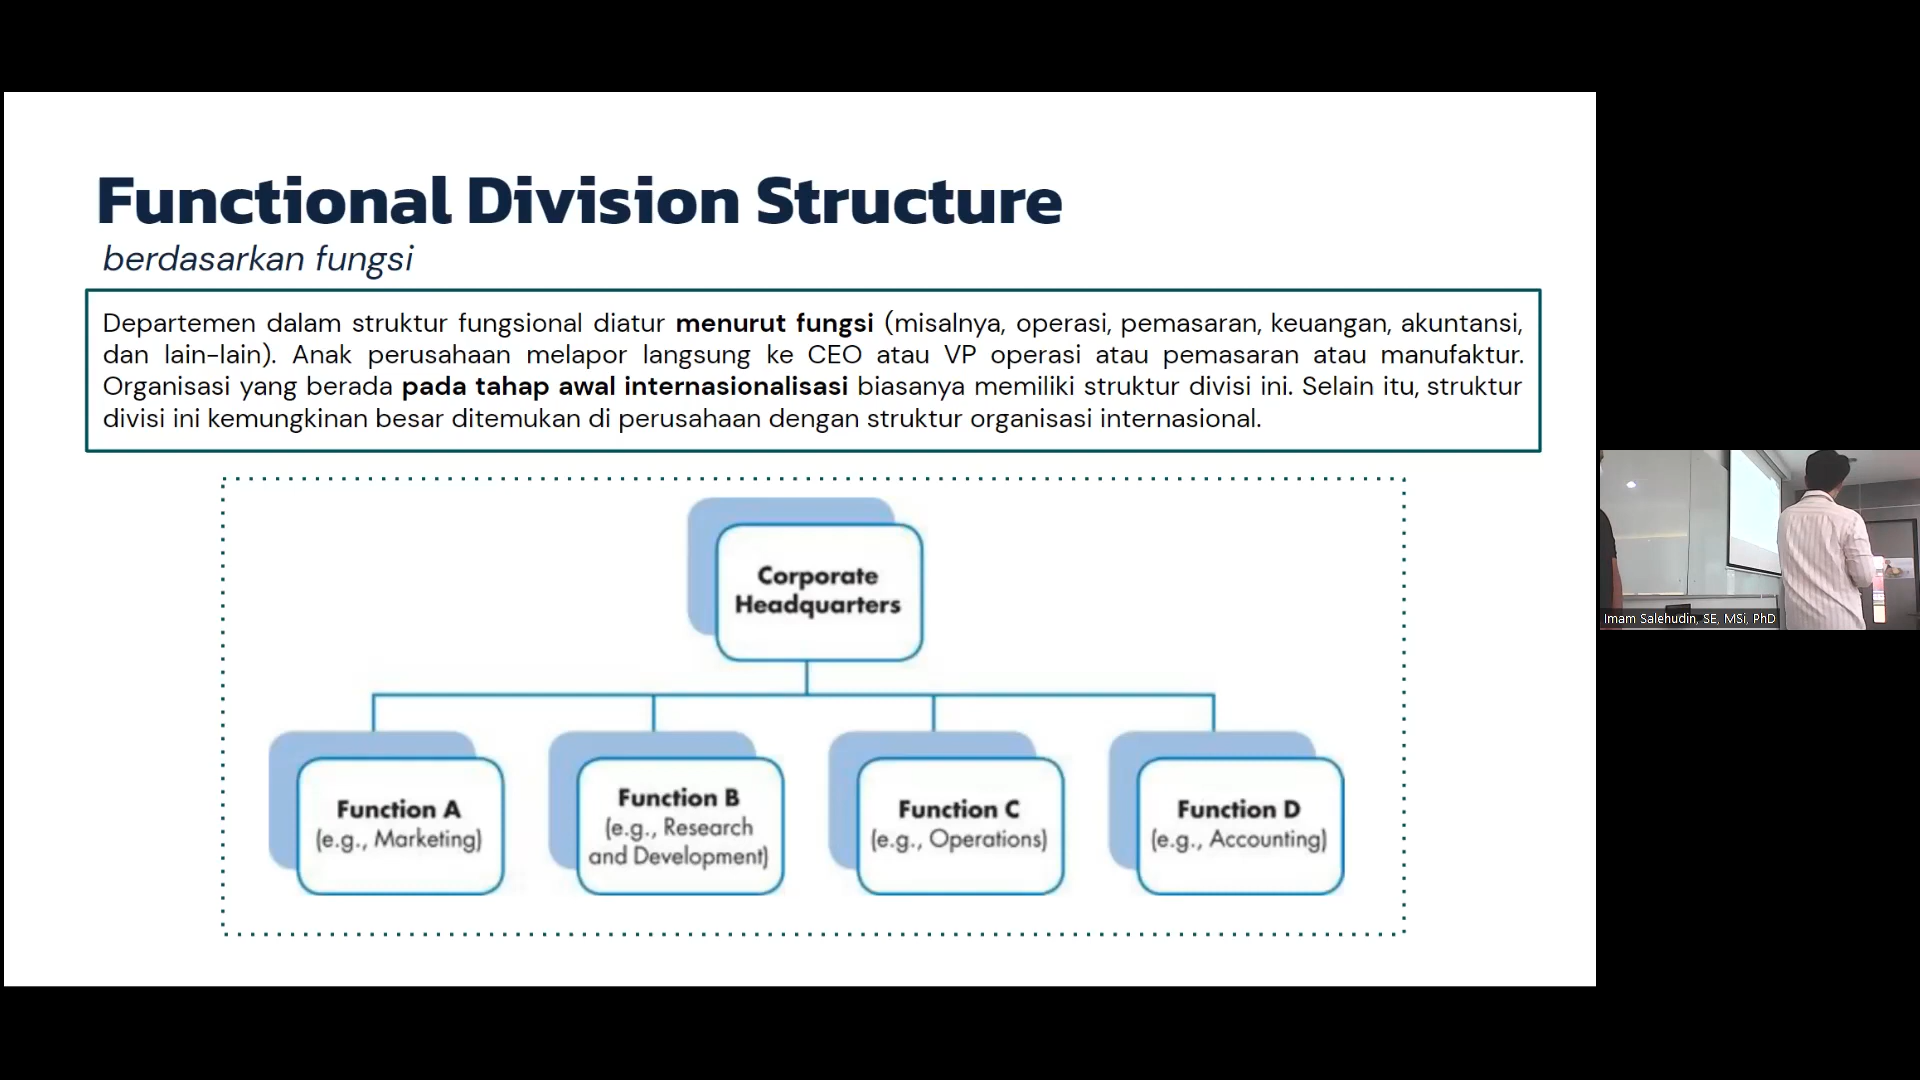 Functional Division Structure
berdasarkan fungsi
Departemen dalam struktur fungsional diatur menurut fungsi (misalnya, operasi, pemasaran, keuangan, akuntansi,
dan lain-lain). Anak perusahaan melapor langsung ke CEO atau VP operasi atau pemasaran atau manufaktur.
Organisasi yang berada pada tahap awal internasionalisasi biasanya memiliki struktur divisi ini. Selain itu, struktur
divisi ini kemungkinan besar ditemukan di perusahaan dengan struktur organisasi internasional.
Corporate
Headquarters
Function A
(e.g., Marketing)
Function B
(e.g., Research
and Development)
Function C
(e.g., Operations)
Function D
(e.g., Accounting)
Imam Salehudin, SE, MSi, PhD